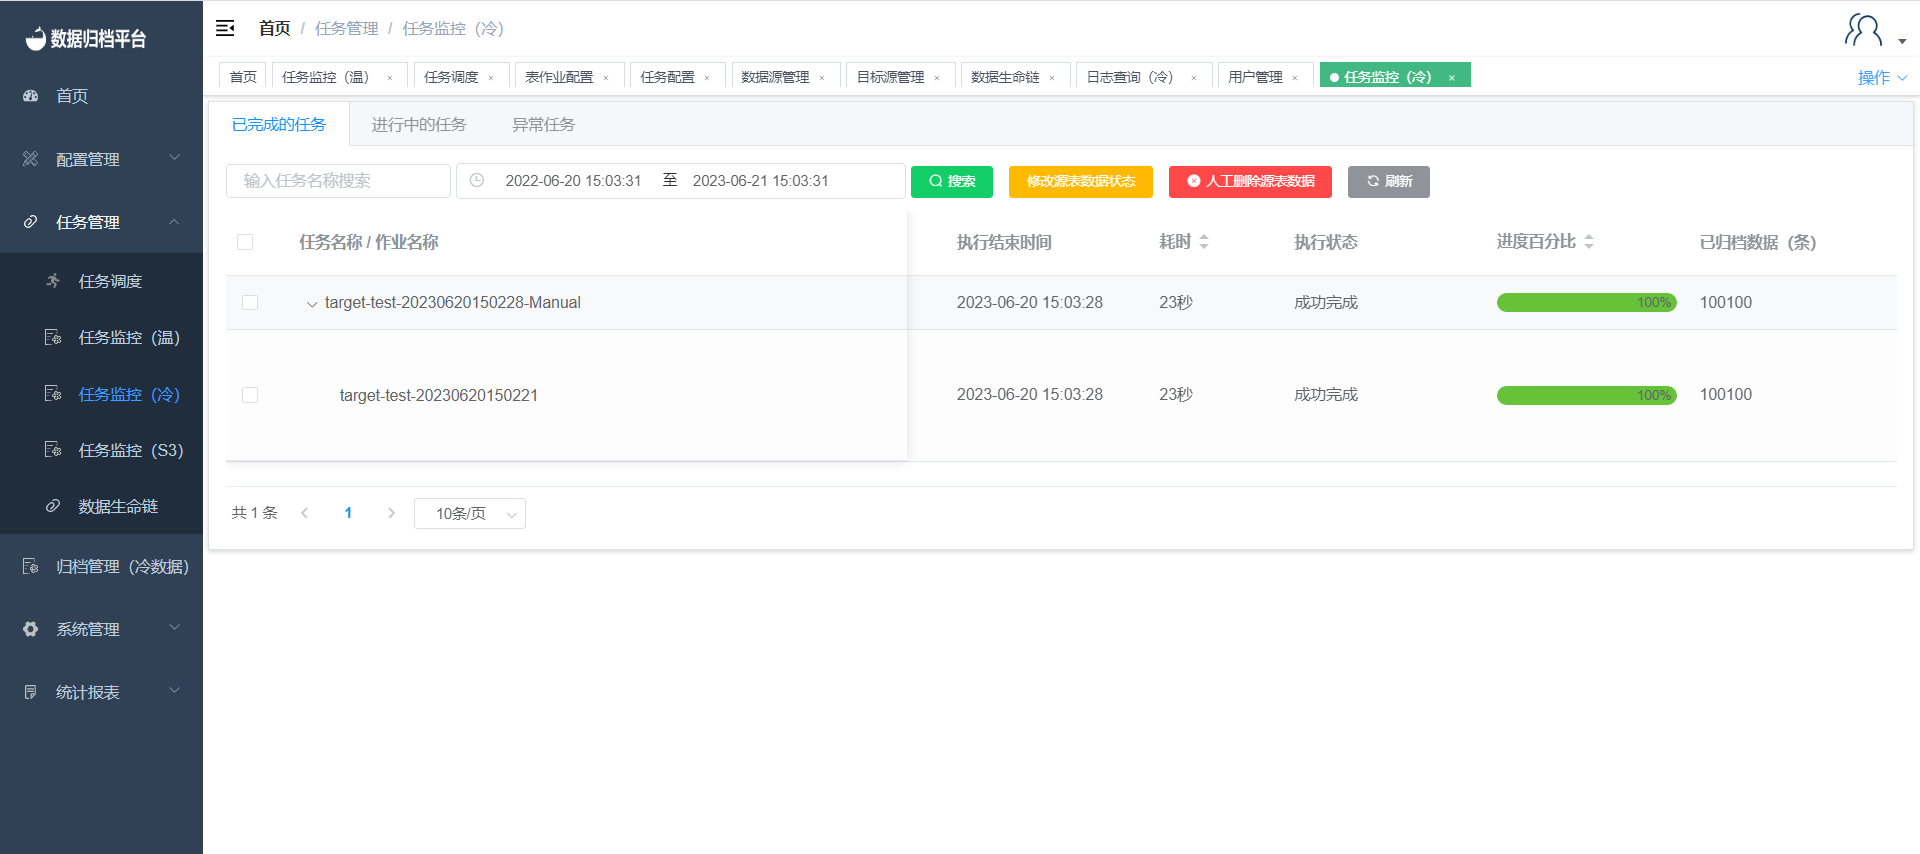 数据归档平台
首页
配置管理
任务管理
任务调度
任务监控（温）
任务监控（冷）
任务监控（S3）
数据生命链
归档管理（冷数据）
系统管理
统计报表
首页 / 任务管理 / 任务监控（冷）
首页 任务监控（温） × 任务调度 × 表作业配置 × 任务配置 × 数据源管理 × 目标源管理 × 数据生命链 × 日志查询（冷） × 用户管理 × 任务监控（冷） × 操作
已完成的任务 进行中的任务 异常任务
输入任务名称搜索 2022-06-20 15:03:31 至 2023-06-21 15:03:31 搜索 修改源表数据状态 人工删除源表数据 刷新
任务名称 / 作业名称 执行结束时间 耗时 执行状态 进度百分比 已归档数据（条）
target-test-20230620150228-Manual 2023-06-20 15:03:28 23秒 成功完成 100% 100100
target-test-20230620150221 2023-06-20 15:03:28 23秒 成功完成 100% 100100
共 1 条 1 10条/页